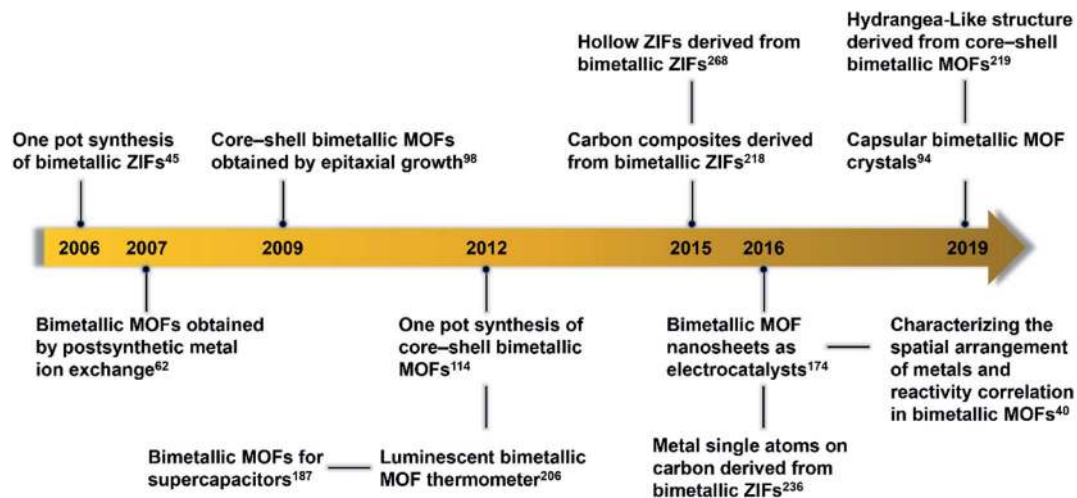 Hydrangea-Like structure
derived from core–shell
bimetallic MOFs219
Hollow ZIFs derived from
bimetallic ZIFs268
One pot synthesis
of bimetallic ZIFs45
Core–shell bimetallic MOFs
obtained by epitaxial growth98
Carbon composites derived
from bimetallic ZIFs218
Capsular bimetallic MOF
crystals94
2006 2007 2009 2012 2015 2016 2019
Bimetallic MOFs obtained
by postsynthetic metal
ion exchange62
One pot synthesis of
core–shell bimetallic
MOFs114
Bimetallic MOF
nanosheets as
electrocatalysts174
Characterizing the
spatial arrangement
of metals and
reactivity correlation
in bimetallic MOFs40
Bimetallic MOFs for
supercapacitors187
Luminescent bimetallic
MOF thermometer206
Metal single atoms on
carbon derived from
bimetallic ZIFs236